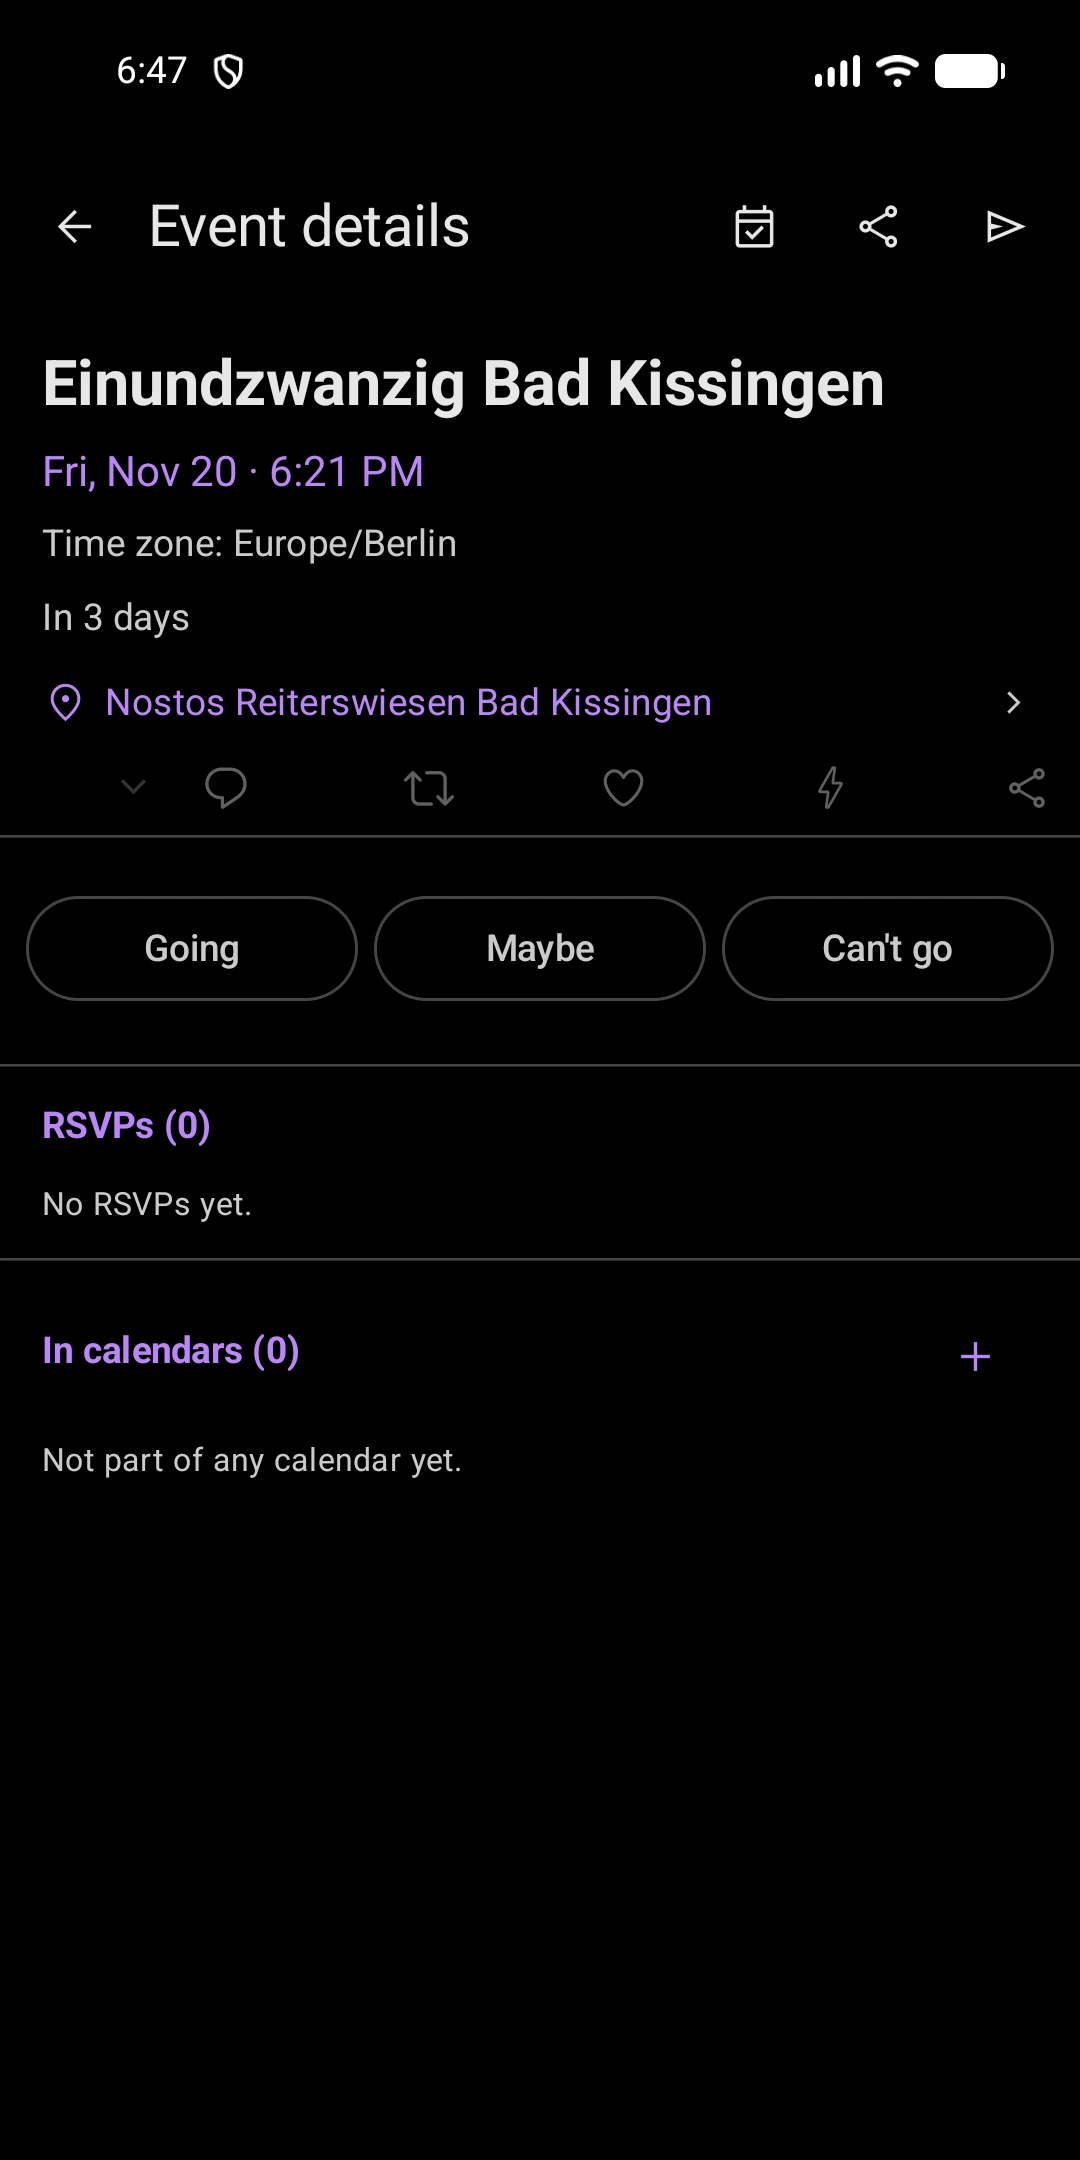 6:47
Event details
Einundzwanzig Bad Kissingen
Fri, Nov 20 · 6:21 PM
Time zone: Europe/Berlin
In 3 days
Nostos Reiterswiesen Bad Kissingen
Going
Maybe
Can't go
RSVPs (0)
No RSVPs yet.
In calendars (0)
Not part of any calendar yet.